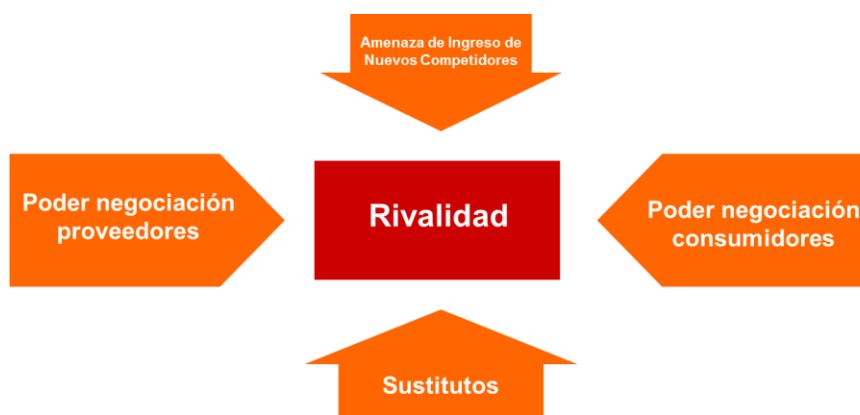 Amenaza de Ingreso de
Nuevos Competidores
Poder negociación
proveedores
Rivalidad
Poder negociación
consumidores
Sustitutos